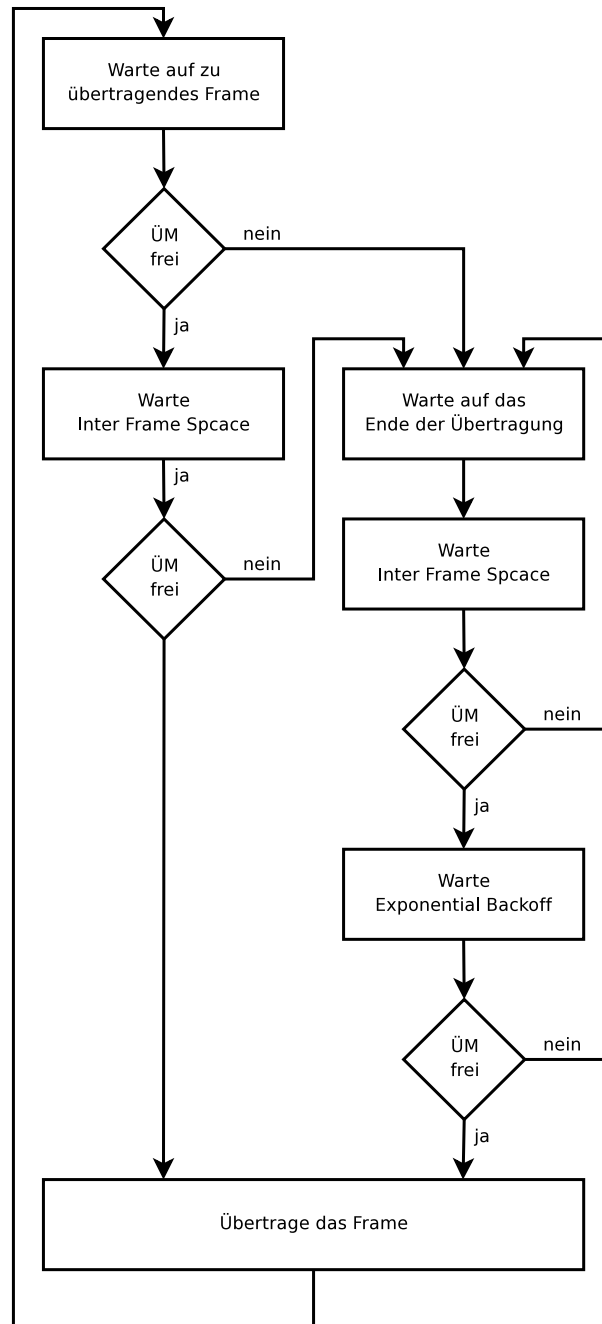 Warte auf zu
übertragendes Frame
ÜM
frei
nein
ja
Warte
Inter Frame Spcace
ja
ÜM
frei
nein
Warte auf das
Ende der Übertragung
Warte
Inter Frame Spcace
ÜM
frei
nein
ja
Warte
Exponential Backoff
ÜM
frei
nein
ja
Übertrage das Frame